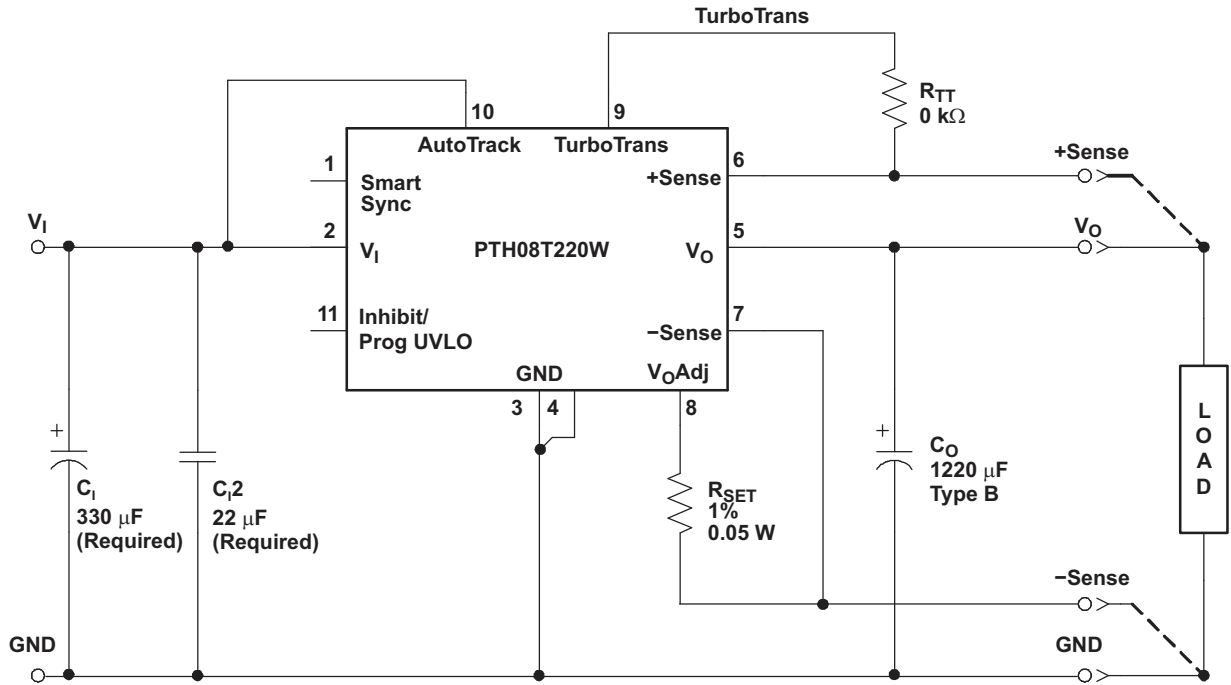 TurboTrans
R_TT
0 kΩ
10
9
AutoTrack
TurboTrans
1
Smart
Sync
6
+Sense
+Sense
V_I
2
V_I
PTH08T220W
V_O
5
V_O
11
Inhibit/
Prog UVLO
7
−Sense
GND
V_OAdj
3
4
8
+
C_I
330 μF
(Required)
C_I2
22 μF
(Required)
R_SET
1%
0.05 W
+
C_O
1220 μF
Type B
L
O
A
D
−Sense
GND
GND